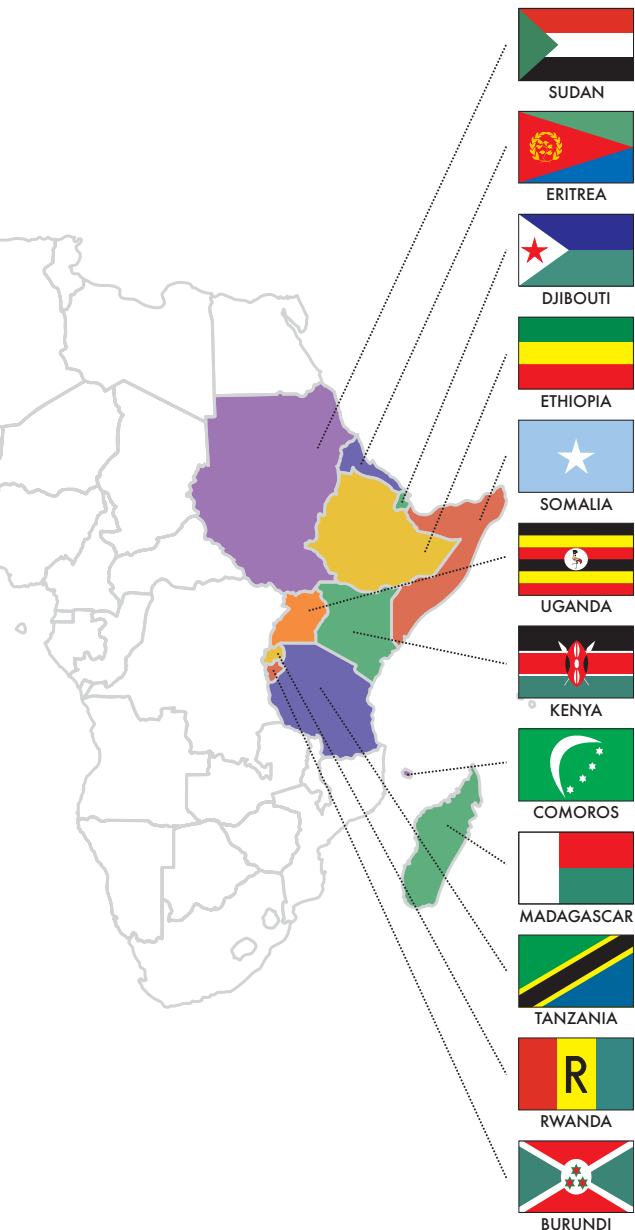 SUDAN
ERITREA
DJIBOUTI
ETHIOPIA
SOMALIA
UGANDA
KENYA
COMOROS
MADAGASCAR
TANZANIA
R
RWANDA
BURUNDI